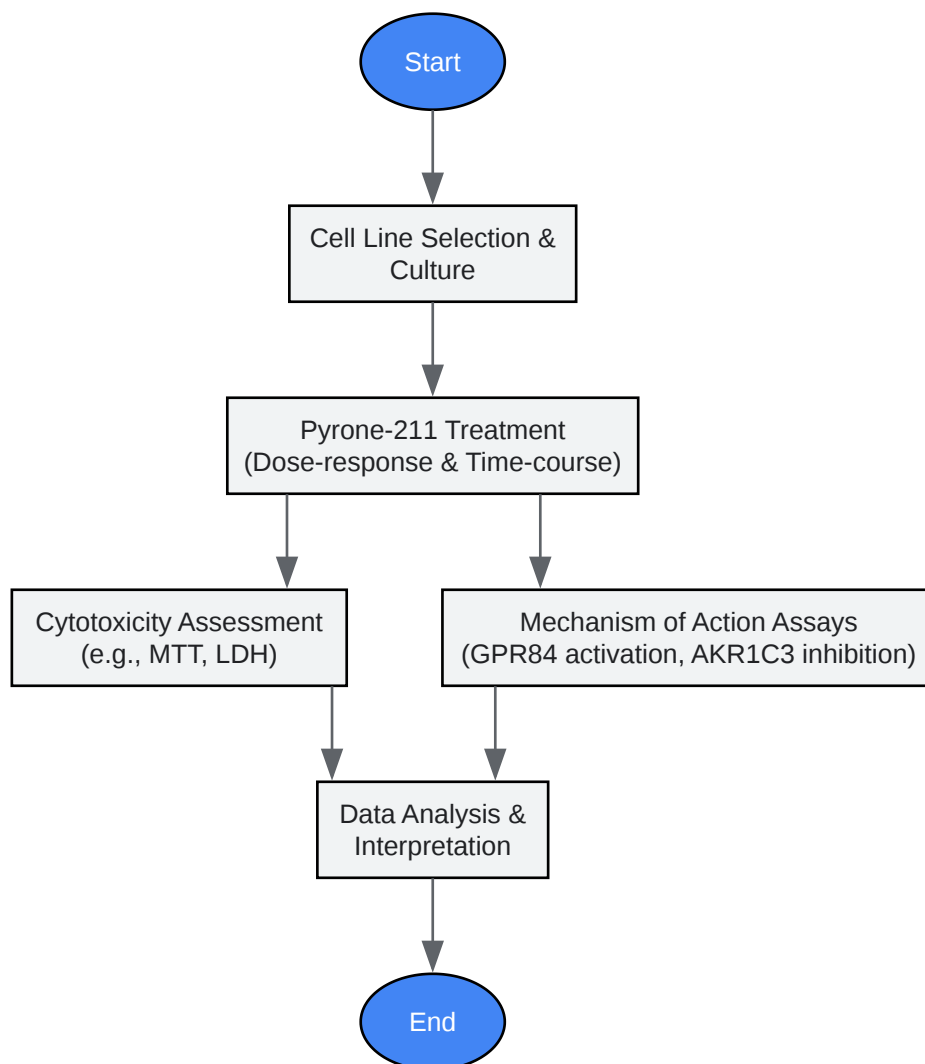 Start
Cell Line Selection &
Culture
Pyrone-211 Treatment
(Dose-response & Time-course)
Cytotoxicity Assessment
(e.g., MTT, LDH)
Mechanism of Action Assays
(GPR84 activation, AKR1C3 inhibition)
Data Analysis &
Interpretation
End